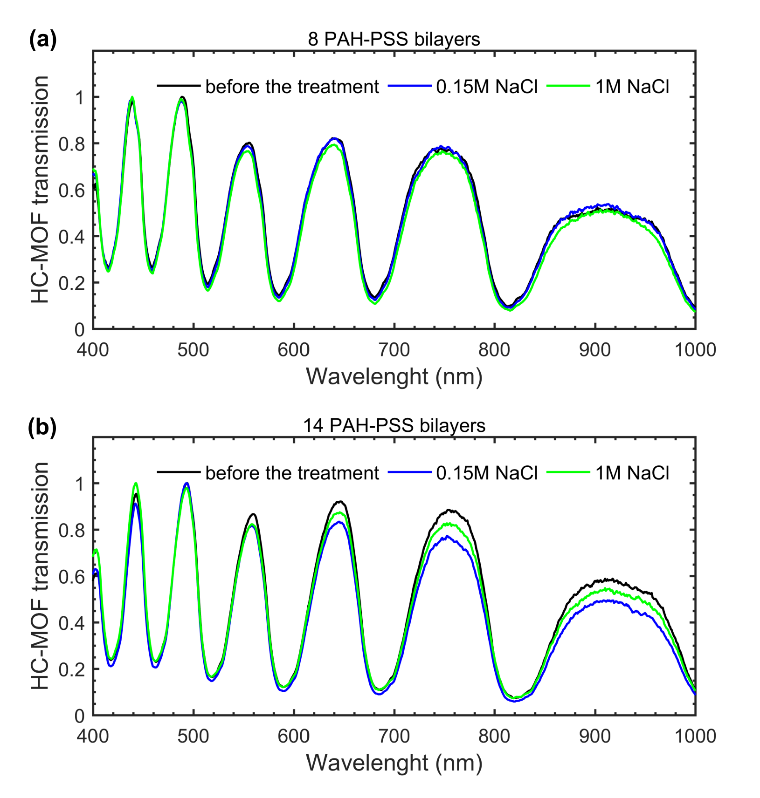 (a)
8 PAH-PSS bilayers
before the treatment 0.15M NaCl 1M NaCl
HC-MOF transmission
1
0.8
0.6
0.4
0.2
0
400 500 600 700 800 900 1000
Wavelenght (nm)
(b)
14 PAH-PSS bilayers
before the treatment 0.15M NaCl 1M NaCl
HC-MOF transmission
1
0.8
0.6
0.4
0.2
0
400 500 600 700 800 900 1000
Wavelenght (nm)